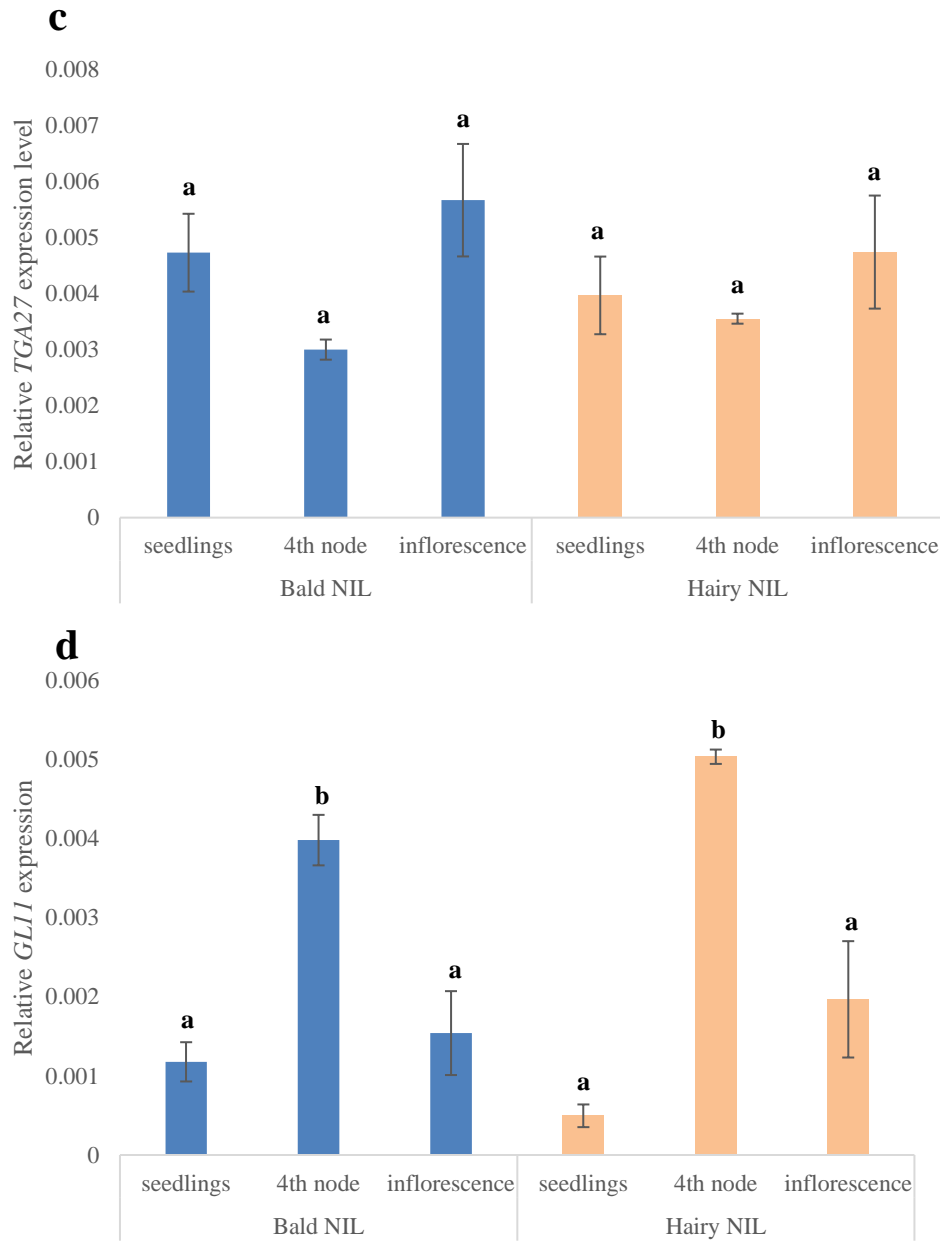 c
Relative TGA27 expression level
0.008
0.007
0.006
0.005
0.004
0.003
0.002
0.001
0
a
a
a
a
a
a
seedlings 4th node inflorescence seedlings 4th node inflorescence
Bald NIL Hairy NIL
d
Relative GL11 expression
0.006
0.005
0.004
0.003
0.002
0.001
0
a
b
a
a
b
a
seedlings 4th node inflorescence seedlings 4th node inflorescence
Bald NIL Hairy NIL